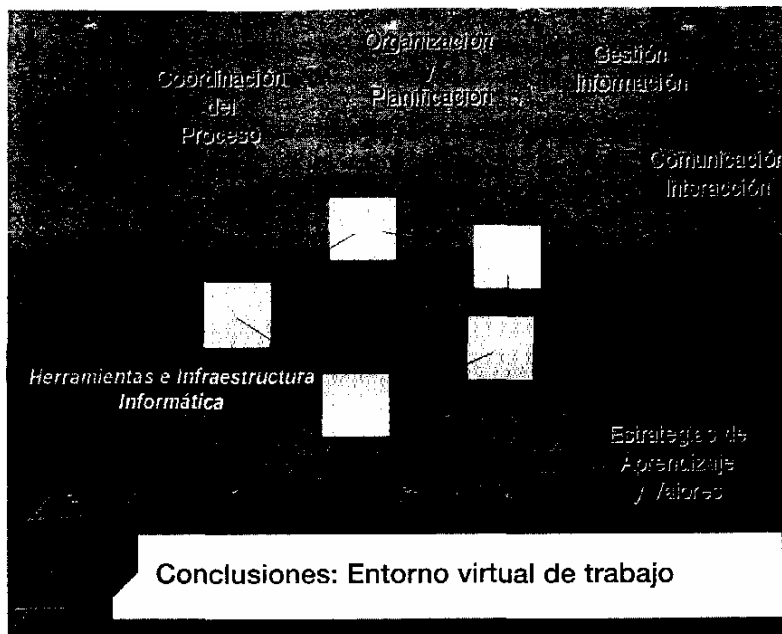 Organización
y
Planificación
Gestión
Información
Coordinación
del
Proceso
Comunicación
Interacción
Herramientas e Infraestructura
Informática
Estrategias de
Aprendizaje
y Valores
Conclusiones: Entorno virtual de trabajo